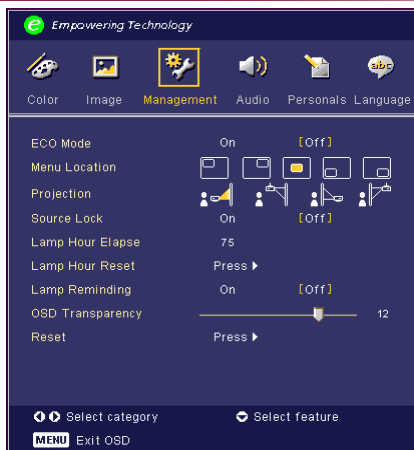 e Empowering Technology
abc
Color Image Management Audio Personals Language
ECO Mode On [Off]
Menu Location
Projection
Source Lock On [Off]
Lamp Hour Elapse 75
Lamp Hour Reset Press
Lamp Reminding On [Off]
OSD Transparency 12
Reset Press
Select category Select feature
MENU Exit OSD